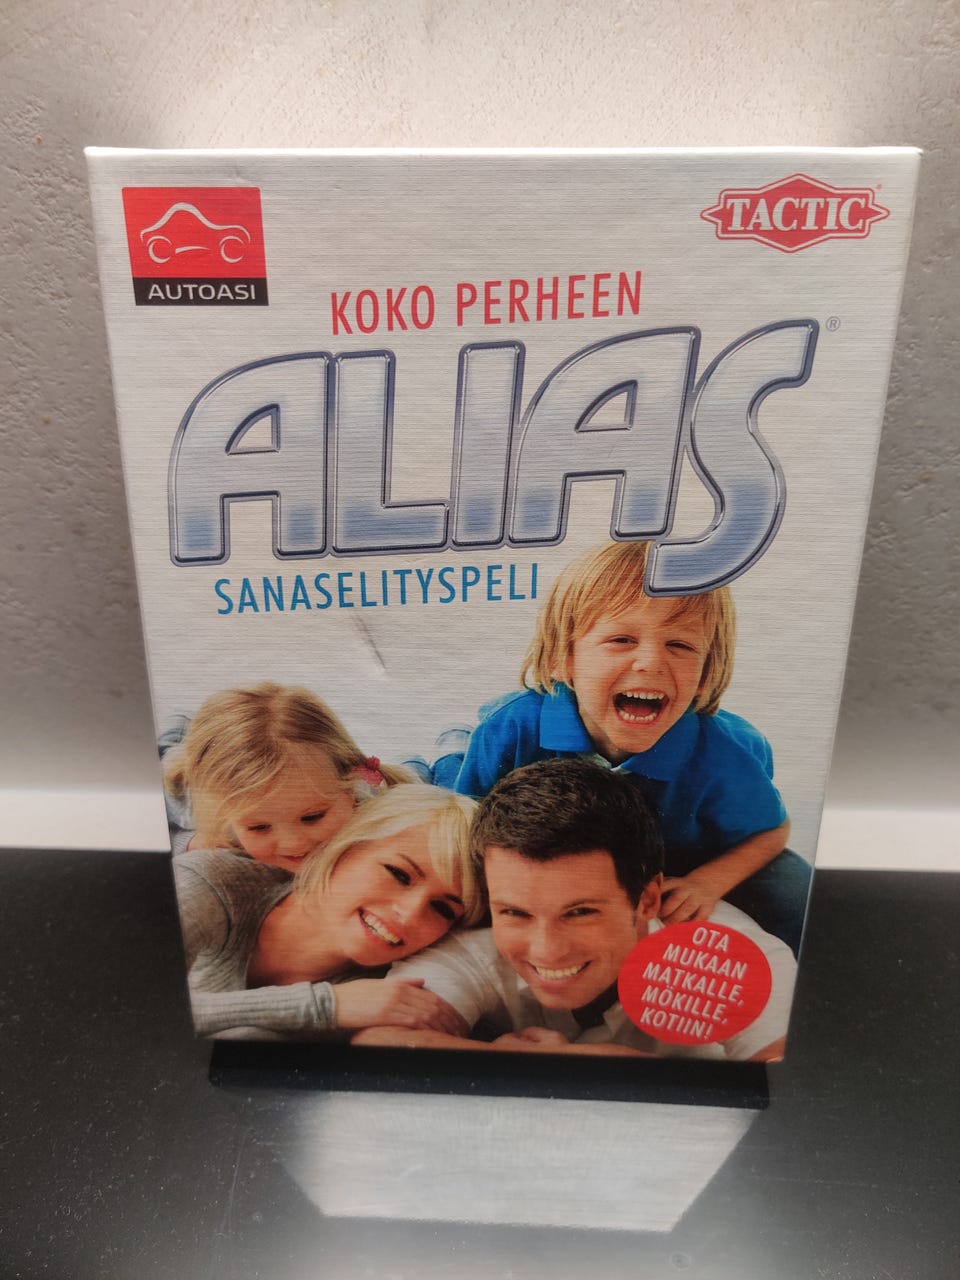 AUTOASI
TACTIC
KOKO PERHEEN
ALIAS®
SANASELITYSPELI
OTA
MUKAAN
MATKALLE,
MÖKILLE,
KOTIIN!